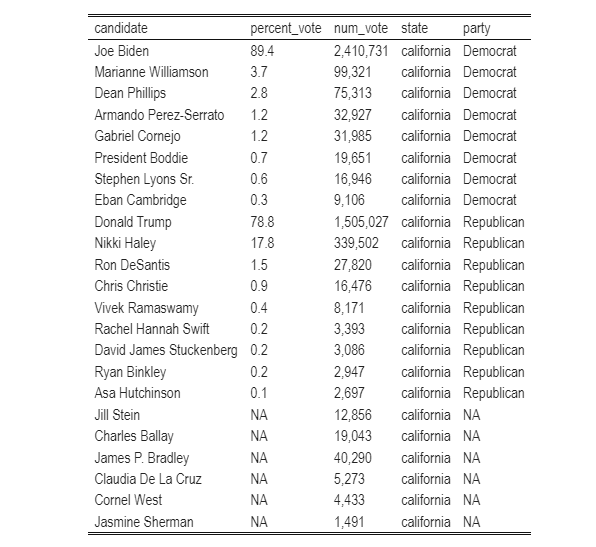 candidate percent_vote num_vote state party
Joe Biden 89.4 2,410,731 california Democrat
Marianne Williamson 3.7 99,321 california Democrat
Dean Phillips 2.8 75,313 california Democrat
Armando Perez-Serrato 1.2 32,927 california Democrat
Gabriel Cornejo 1.2 31,985 california Democrat
President Boddie 0.7 19,651 california Democrat
Stephen Lyons Sr. 0.6 16,946 california Democrat
Eban Cambridge 0.3 9,106 california Democrat
Donald Trump 78.8 1,505,027 california Republican
Nikki Haley 17.8 339,502 california Republican
Ron DeSantis 1.5 27,820 california Republican
Chris Christie 0.9 16,476 california Republican
Vivek Ramaswamy 0.4 8,171 california Republican
Rachel Hannah Swift 0.2 3,393 california Republican
David James Stuckenberg 0.2 3,086 california Republican
Ryan Binkley 0.2 2,947 california Republican
Asa Hutchinson 0.1 2,697 california Republican
Jill Stein NA 12,856 california NA
Charles Ballay NA 19,043 california NA
James P. Bradley NA 40,290 california NA
Claudia De La Cruz NA 5,273 california NA
Cornel West NA 4,433 california NA
Jasmine Sherman NA 1,491 california NA